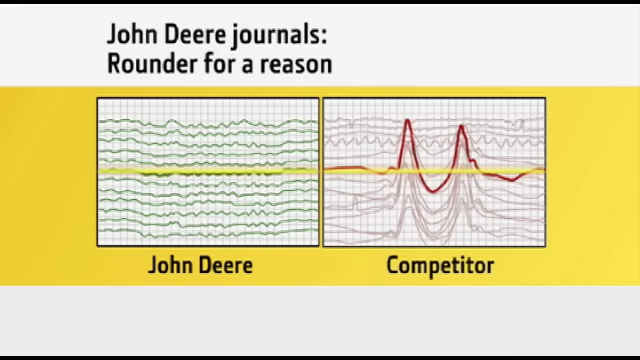 John Deere journals:
Rounder for a reason
John Deere
Competitor